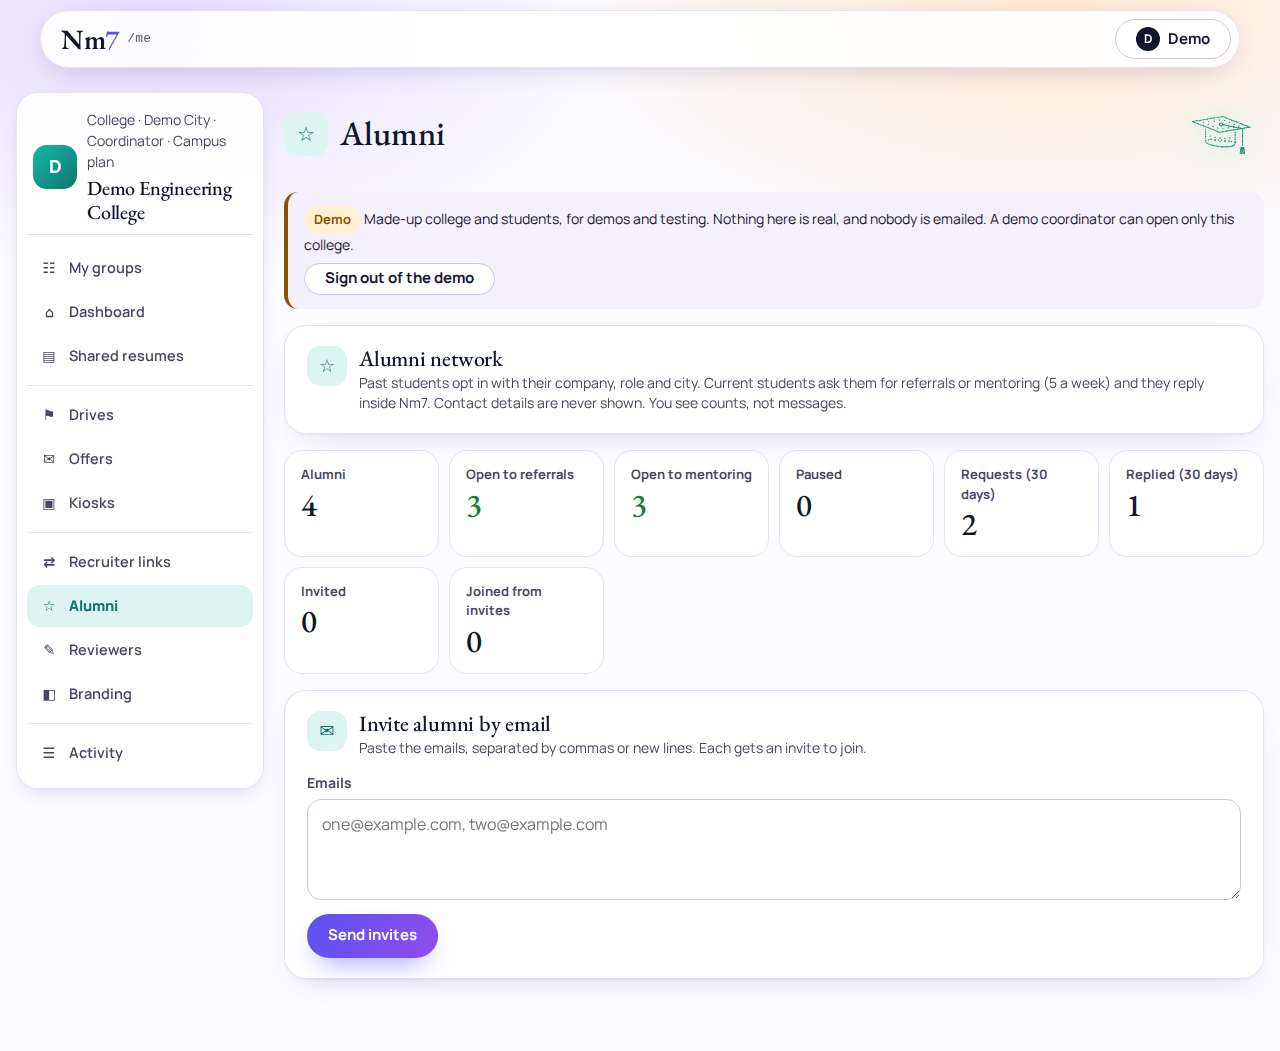 Nm7 /me
D Demo
College · Demo City ·
Coordinator · Campus
plan
D
Demo Engineering
College
My groups
Dashboard
Shared resumes
Drives
Offers
Kiosks
Recruiter links
Alumni
Reviewers
Branding
Activity
Alumni
Demo Made-up college and students, for demos and testing. Nothing here is real, and nobody is emailed. A demo coordinator can open only this
college.
Sign out of the demo
Alumni network
Past students opt in with their company, role and city. Current students ask them for referrals or mentoring (5 a week) and they reply
inside Nm7. Contact details are never shown. You see counts, not messages.
Alumni
4
Open to referrals
3
Open to mentoring
3
Paused
0
Requests (30
days)
2
Replied (30 days)
1
Invited
0
Joined from
invites
0
Invite alumni by email
Paste the emails, separated by commas or new lines. Each gets an invite to join.
Emails
one@example.com, two@example.com
Send invites